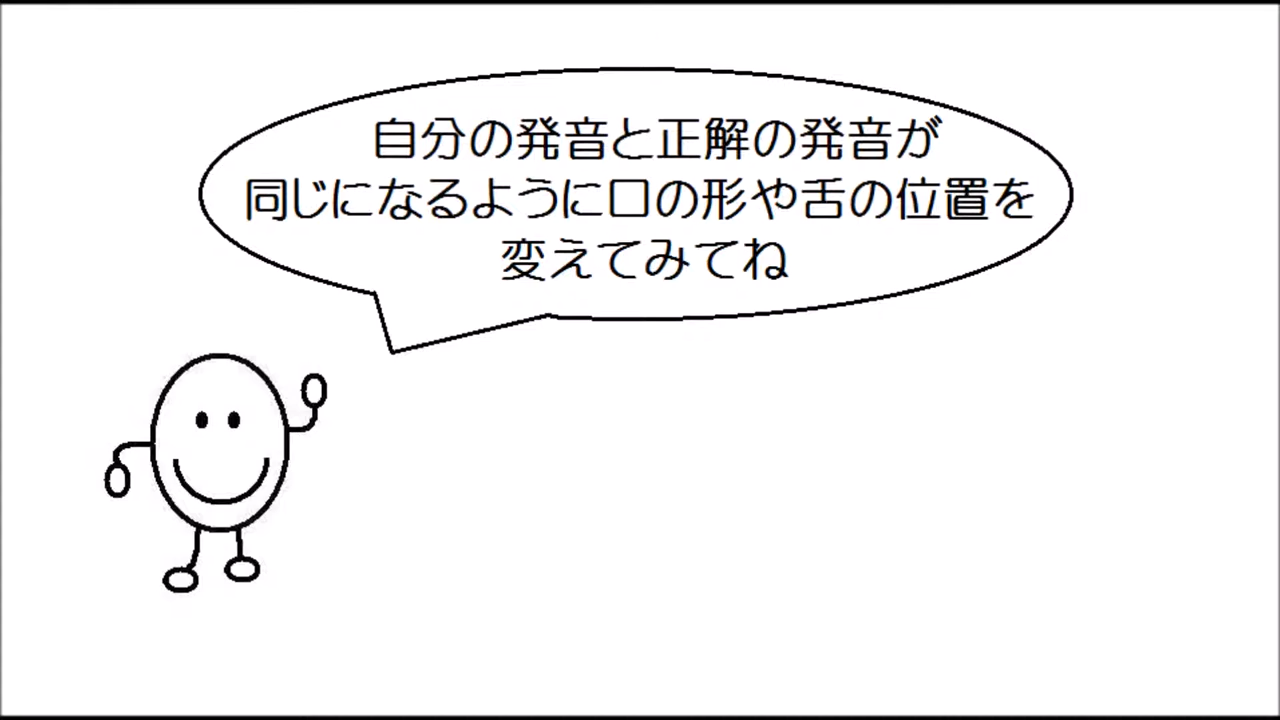 自分の発音と正解の発音が
同じになるように口の形や舌の位置を
変えてみてね